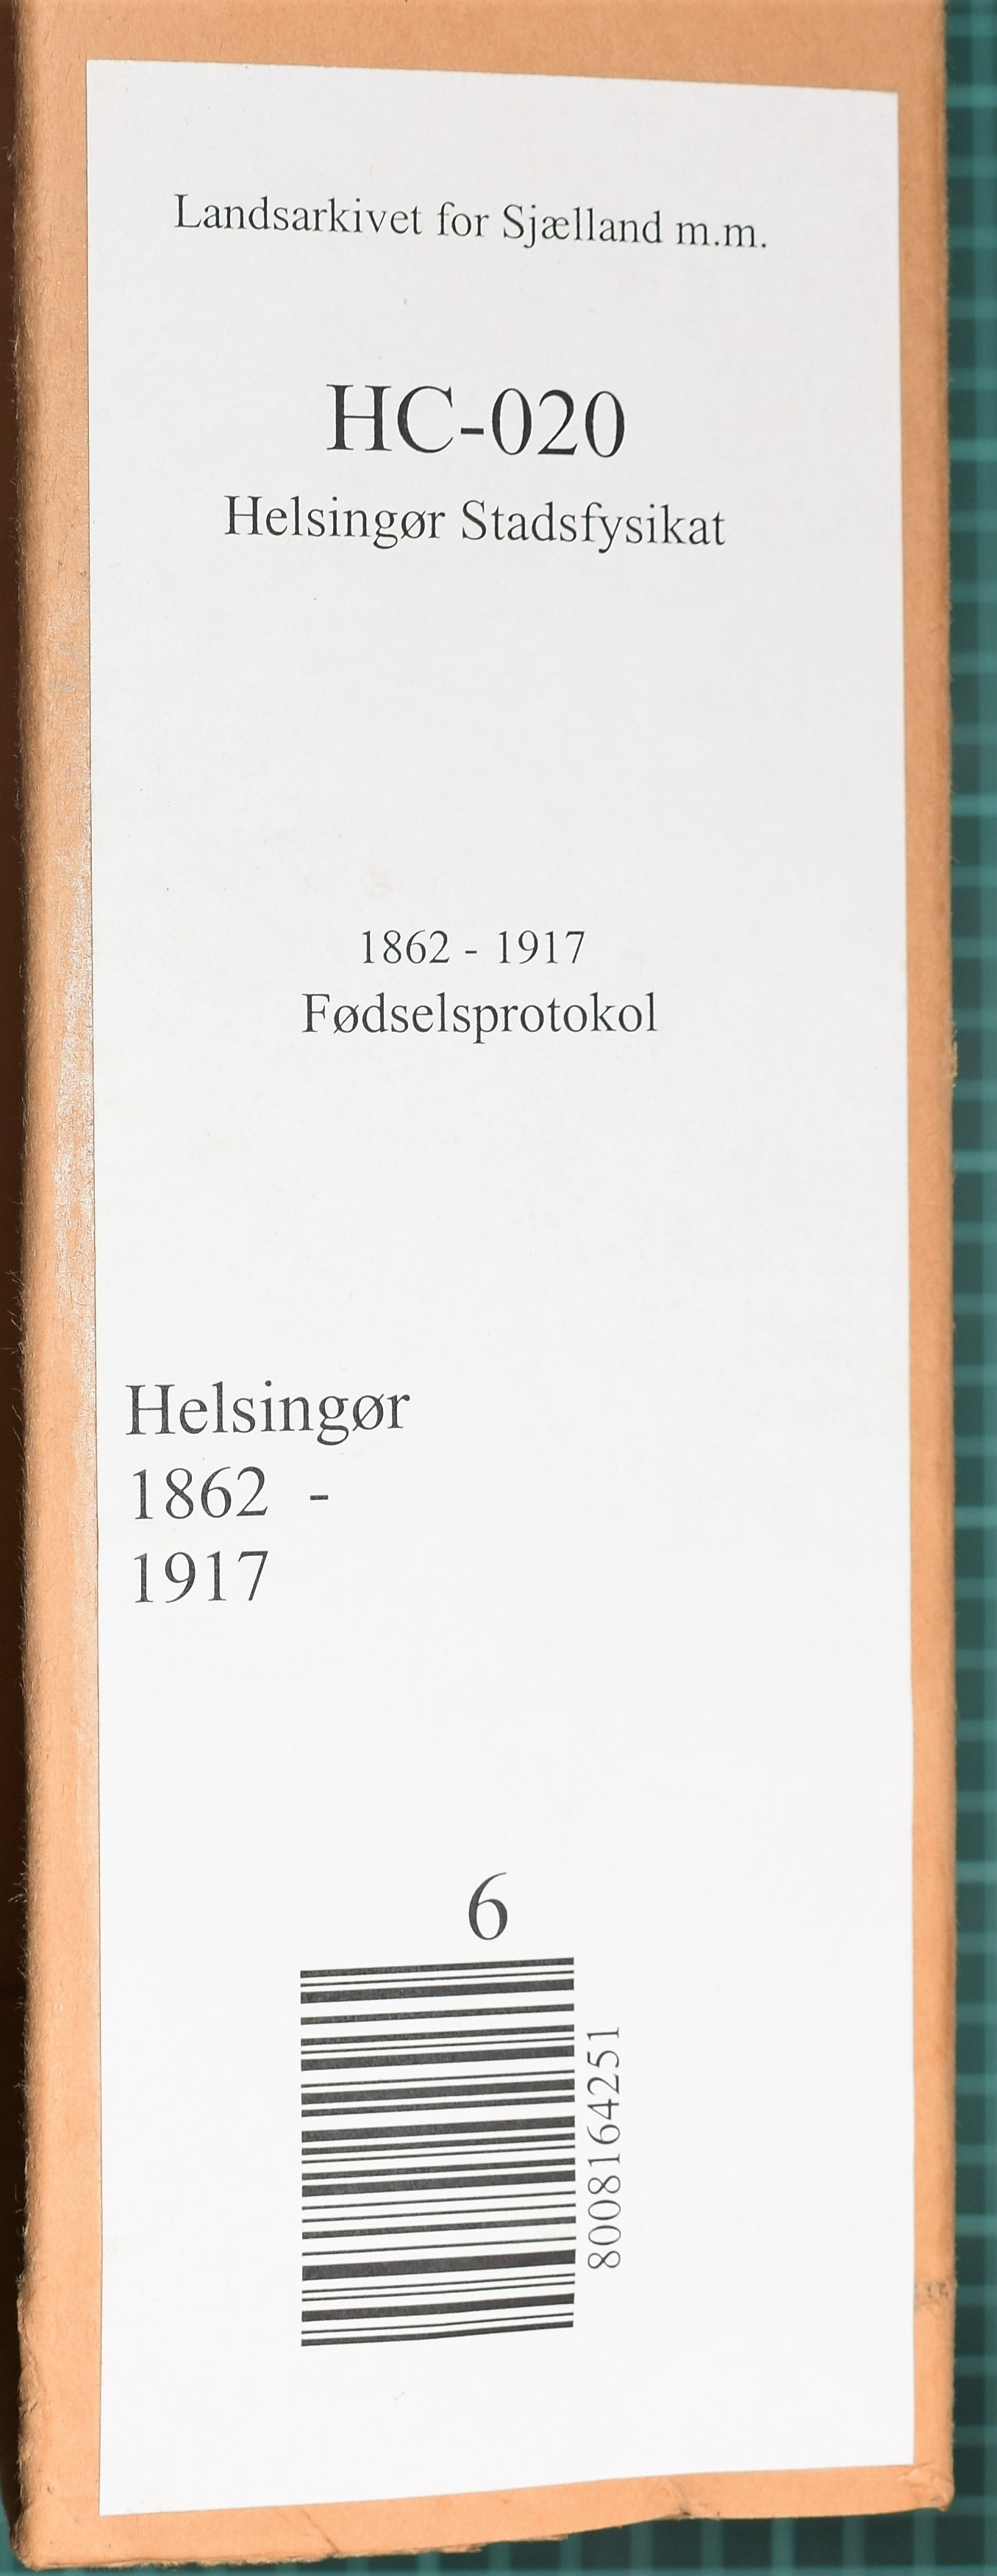 Landsarkivet for Sjælland m.m.
HC-020
Helsingør Stadsfysikat
1862 - 1917
Fødselsprotokol
Helsingør
1862 -
1917
6
8008164251